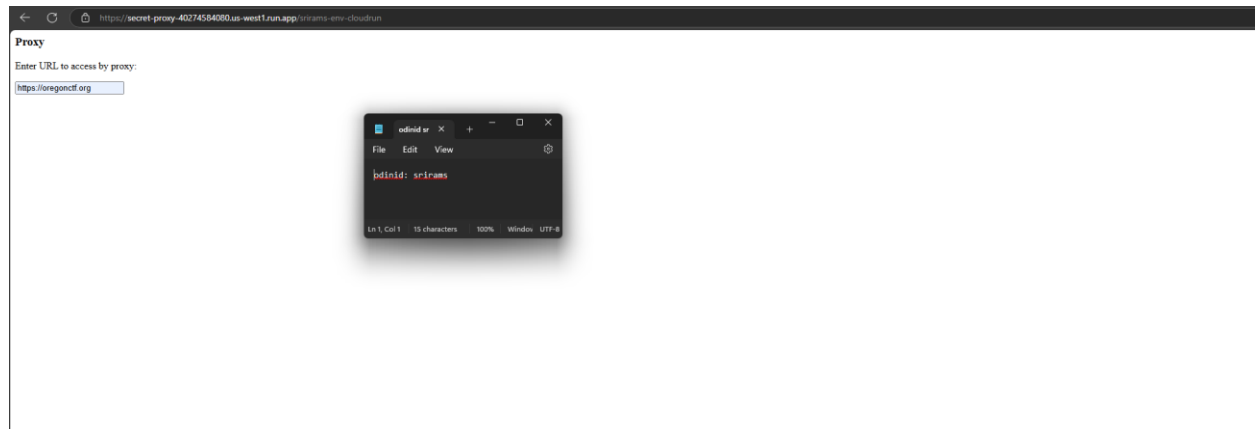 https://secret-proxy-40274584080.us-west1.run.app/srirams-env-cloudrun
Proxy
Enter URL to access by proxy:
https://oregonctf.org
odinid sr
File Edit View
odinid: srirams
Ln 1, Col 1 15 characters 100% Window UTF-8